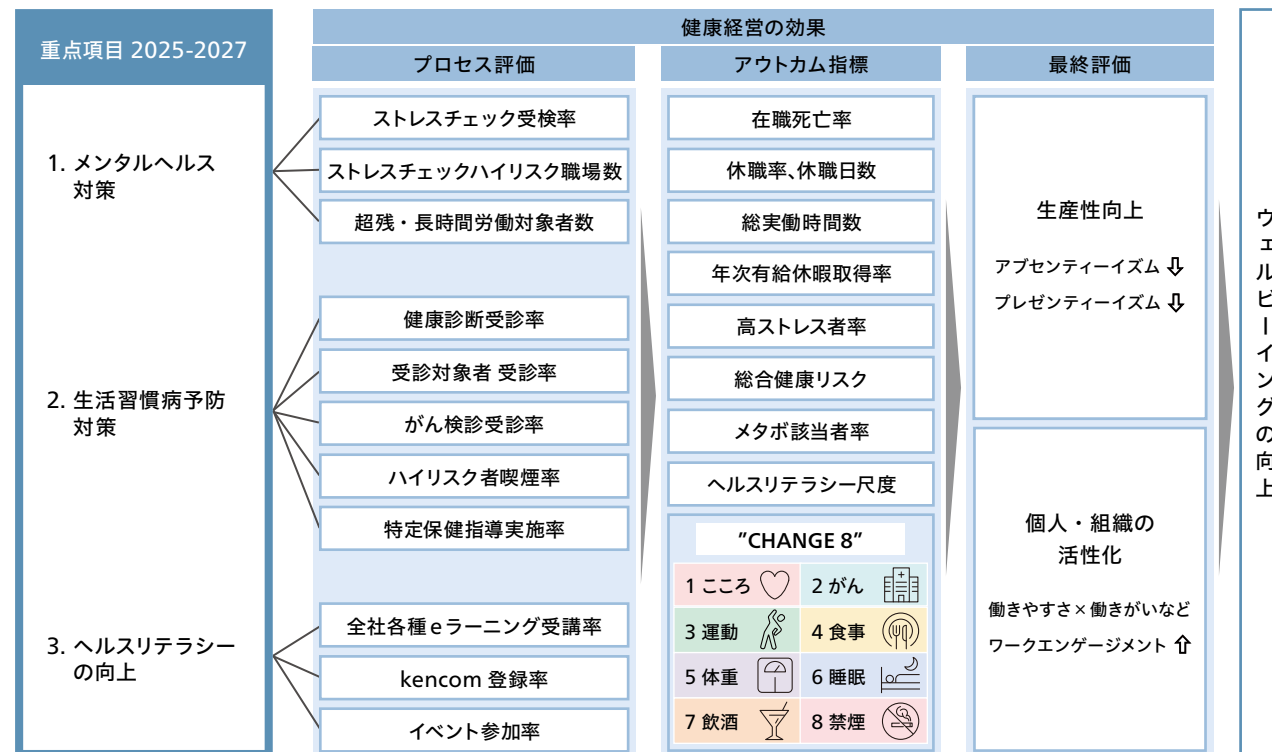 重点項目 2025-2027
健康経営の効果
プロセス評価
アウトカム指標
最終評価
1. メンタルヘルス
対策
2. 生活習慣病予防
対策
3. ヘルスリテラシー
の向上
ストレスチェック受検率
ストレスチェックハイリスク職場数
超残・長時間労働対象者数
健康診断受診率
受診対象者 受診率
がん検診受診率
ハイリスク者喫煙率
特定保健指導実施率
全社各種eラーニング受講率
kencom 登録率
イベント参加率
在職死亡率
休職率、休職日数
総実働時間数
年次有給休暇取得率
高ストレス者率
総合健康リスク
メタボ該当者率
ヘルスリテラシー尺度
"CHANGE 8"
1 こころ
2 がん
3 運動
4 食事
5 体重
6 睡眠
7 飲酒
8 禁煙
生産性向上
アブセンティーイズム ⇩
プレゼンティーイズム ⇩
個人・組織の
活性化
働きやすさ×働きがいなど
ワークエンゲージメント ⇧
ウェルビーイングの向上